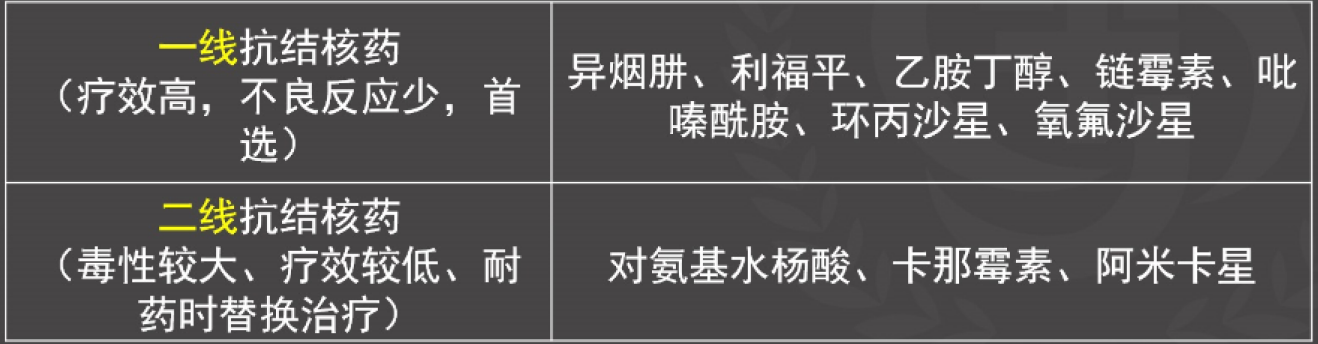 一线抗结核药
（疗效高，不良反应少，首
选）
异烟肼、利福平、乙胺丁醇、链霉素、吡
嗪酰胺、环丙沙星、氧氟沙星
二线抗结核药
（毒性较大、疗效较低、耐
药时替换治疗）
对氨基水杨酸、卡那霉素、阿米卡星